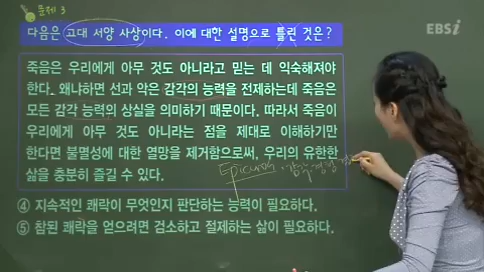 문제 3
EBSi
다음은 고대 서양 사상이다. 이에 대한 설명으로 틀린 것은?
죽음은 우리에게 아무 것도 아니라고 믿는 데 익숙해져야
한다. 왜냐하면 선과 악은 감각의 능력을 전제하는데 죽음은
모든 감각 능력의 상실을 의미하기 때문이다. 따라서 죽음이
우리에게 아무 것도 아니라는 점을 제대로 이해하기만
한다면 불멸성에 대한 열망을 제거함으로써, 우리의 유한한
삶을 충분히 즐길 수 있다.
Epicuros 감각·경험
④ 지속적인 쾌락이 무엇인지 판단하는 능력이 필요하다.
⑤ 참된 쾌락을 얻으려면 검소하고 절제하는 삶이 필요하다.